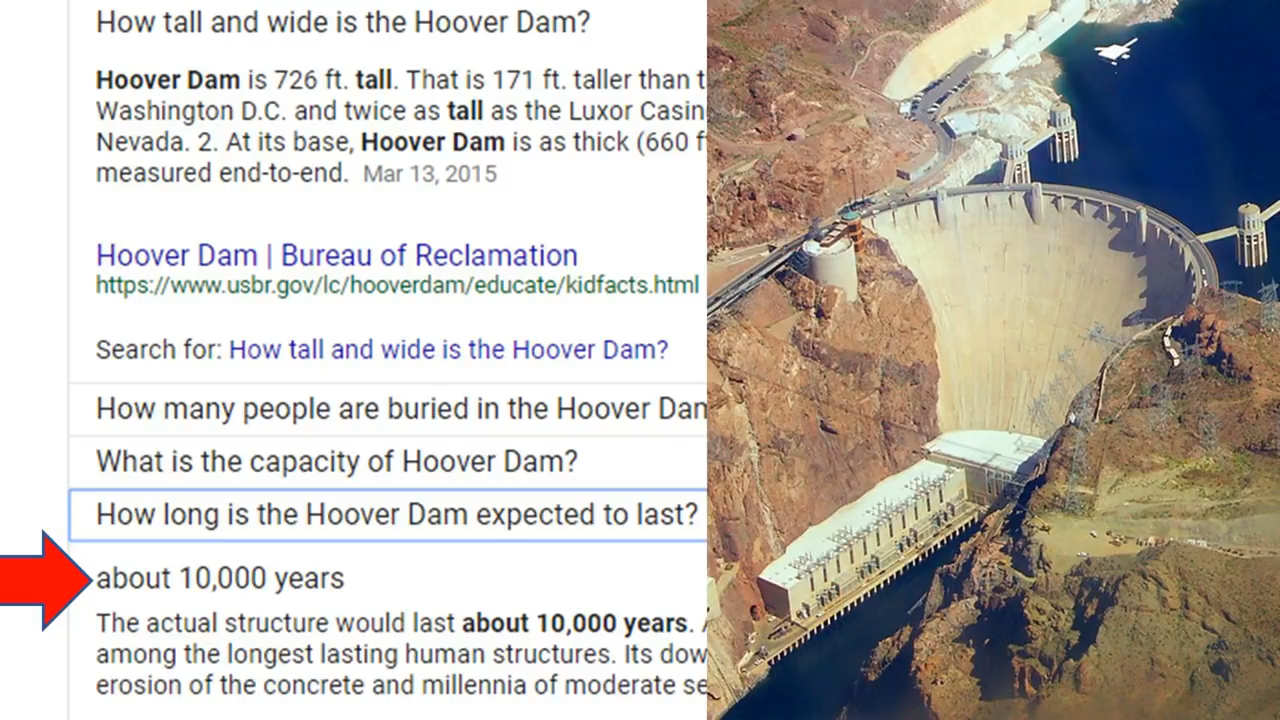 How tall and wide is the Hoover Dam?
Hoover Dam is 726 ft. tall. That is 171 ft. taller than
Washington D.C. and twice as tall as the Luxor
Nevada. 2. At its base, Hoover Dam is as thick (660
measured end-to-end. Mar 13, 2015
Hoover Dam | Bureau of Reclamation
https://www.usbr.gov/lc/hooverdam/educate/kidfacts.html
Search for: How tall and wide is the Hoover Dam?
How many people are buried in the Hoover
What is the capacity of Hoover Dam?
How long is the Hoover Dam expected to last?
about 10,000 years
The actual structure would last about 10,000 years.
among the longest lasting human structures. Its
erosion of the concrete and millennia of moderate